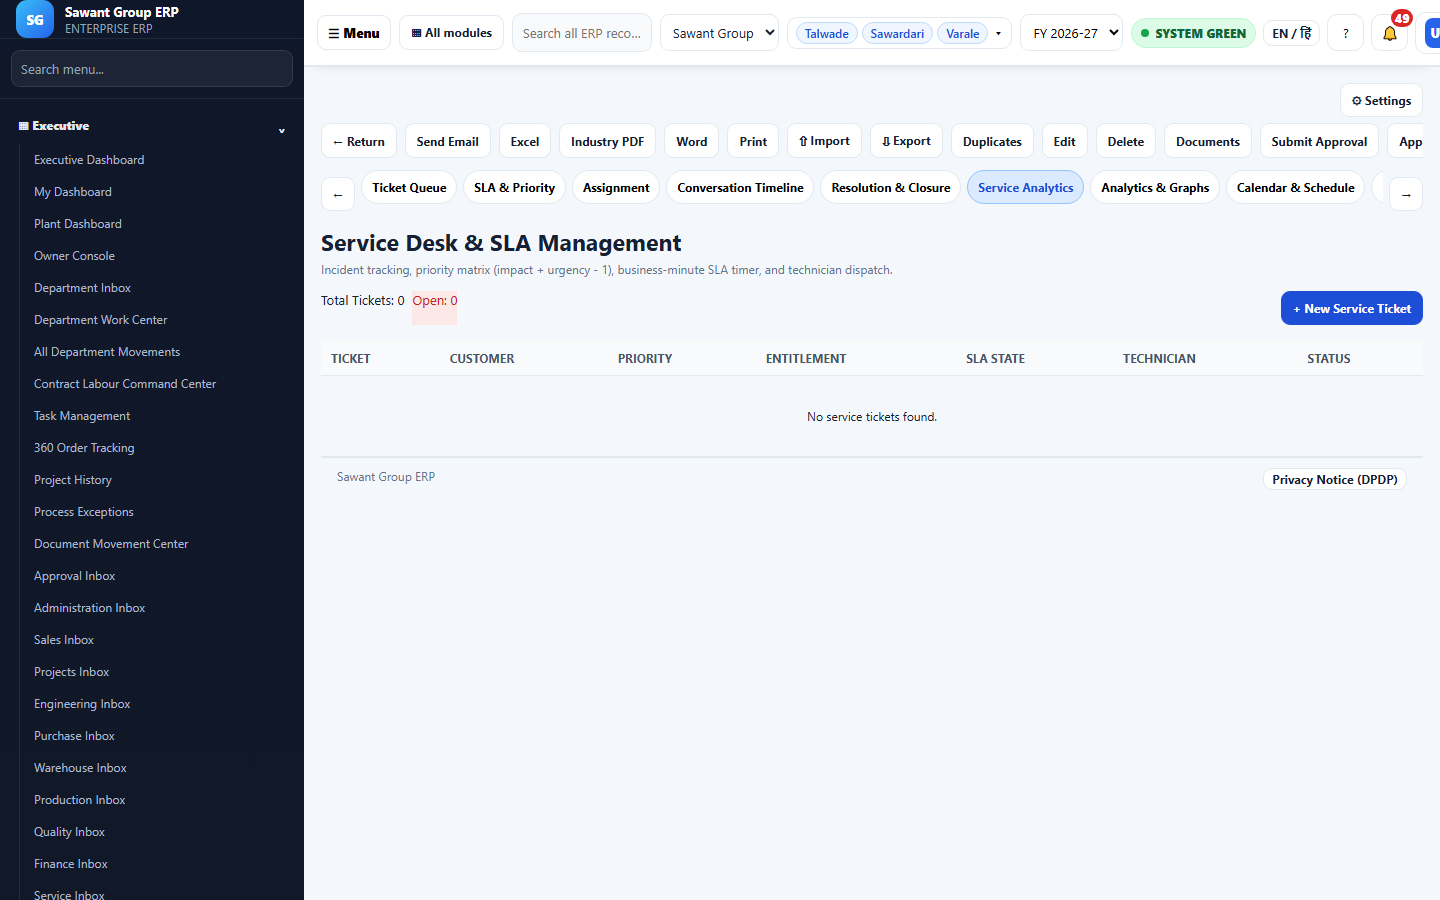 SG
Sawant Group ERP
ENTERPRISE ERP
Search menu...
Executive
Executive Dashboard
My Dashboard
Plant Dashboard
Owner Console
Department Inbox
Department Work Center
All Department Movements
Contract Labour Command Center
Task Management
360 Order Tracking
Project History
Process Exceptions
Document Movement Center
Approval Inbox
Administration Inbox
Sales Inbox
Projects Inbox
Engineering Inbox
Purchase Inbox
Warehouse Inbox
Production Inbox
Quality Inbox
Finance Inbox
Service Inbox
☰ Menu All modules Search all ERP reco... Sawant Group Talwade Sawardari Varale FY 2026-27 SYSTEM GREEN EN / हिं ? 49 U
⚙ Settings
← Return Send Email Excel Industry PDF Word Print ⇧ Import ⇩ Export Duplicates Edit Delete Documents Submit Approval App
← Ticket Queue SLA & Priority Assignment Conversation Timeline Resolution & Closure Service Analytics Analytics & Graphs Calendar & Schedule →
Service Desk & SLA Management
Incident tracking, priority matrix (impact + urgency - 1), business-minute SLA timer, and technician dispatch.
Total Tickets: 0 Open: 0 + New Service Ticket
TICKET CUSTOMER PRIORITY ENTITLEMENT SLA STATE TECHNICIAN STATUS
No service tickets found.
Sawant Group ERP Privacy Notice (DPDP)